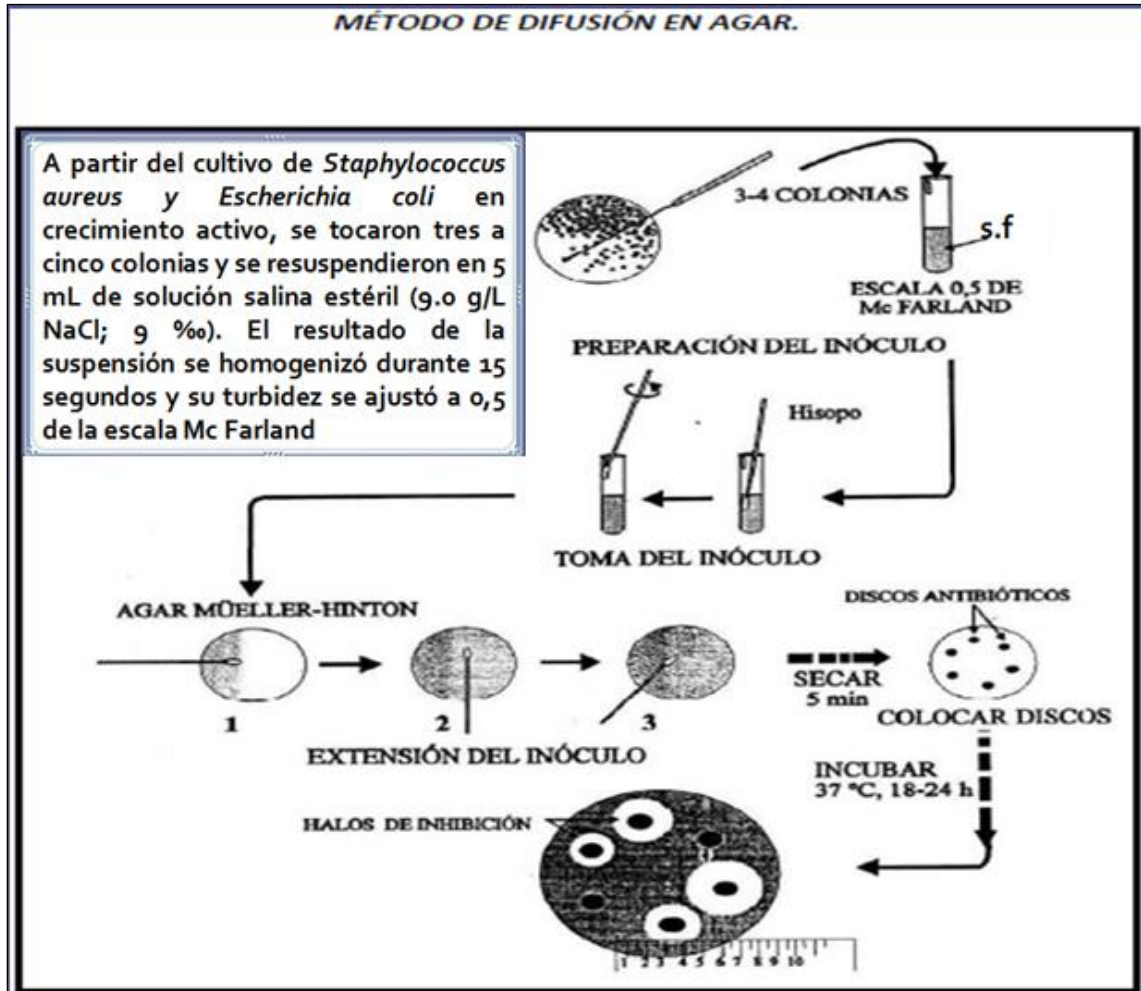 MÉTODO DE DIFUSIÓN EN AGAR.
A partir del cultivo de Staphylococcus
aureus y Escherichia coli en
crecimiento activo, se tocaron tres a
cinco colonias y se resuspendieron en 5
mL de solución salina estéril (9.0 g/L
NaCl; 9 ‰). El resultado de la
suspensión se homogenizó durante 15
segundos y su turbidez se ajustó a 0,5
de la escala Mc Farland
3-4 COLONIAS
s.f
ESCALA 0,5 DE
Mc FARLAND
PREPARACIÓN DEL INÓCULO
Hisopo
TOMA DEL INÓCULO
AGAR MÜELLER-HINTON
1
2
3
EXTENSIÓN DEL INÓCULO
SECAR
5 min
DISCOS ANTIBIÓTICOS
COLOCAR DISCOS
INCUBAR
37 ºC, 18-24 h
HALOS DE INHIBICIÓN
1 2 3 4 5 6 7 8 9 10